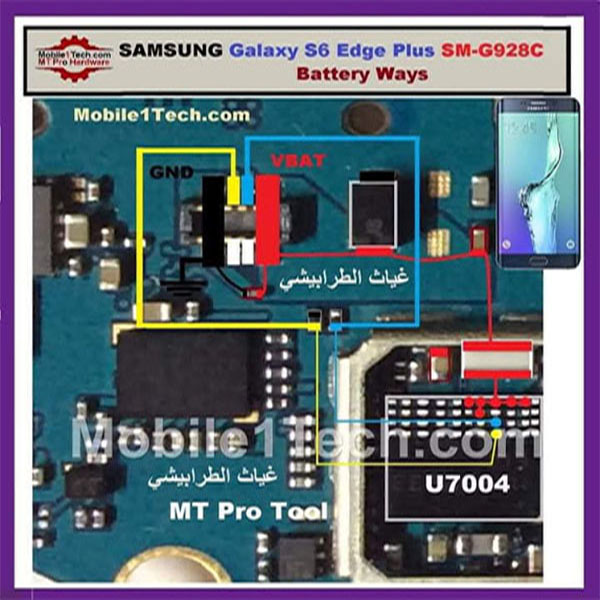 Mobile1Tech.com
MT Pro Hardware
SAMSUNG Galaxy S6 Edge Plus SM-G928C
Battery Ways
Mobile1Tech.com
VBAT
GND
غياث الطرابيشي
Mobile1Tech.com
غياث الطرابيشي
U7004
MT Pro Tool